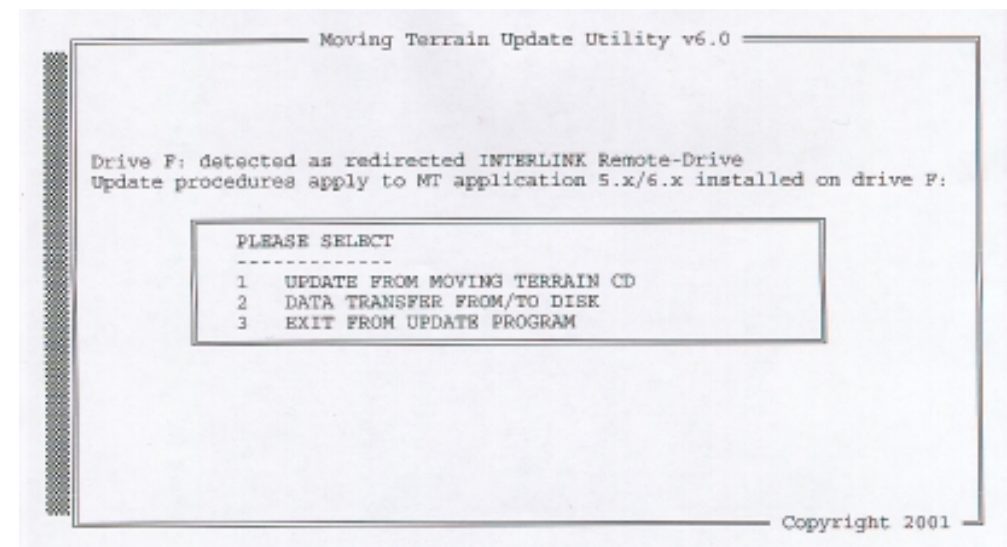 Moving Terrain Update Utility v6.0
Drive F: detected as redirected INTERLINK Remote-Drive
Update procedures apply to MT application 5.x/6.x installed on drive F:
PLEASE SELECT
-------------
1 UPDATE FROM MOVING TERRAIN CD
2 DATA TRANSFER FROM/TO DISK
3 EXIT FROM UPDATE PROGRAM
Copyright 2001